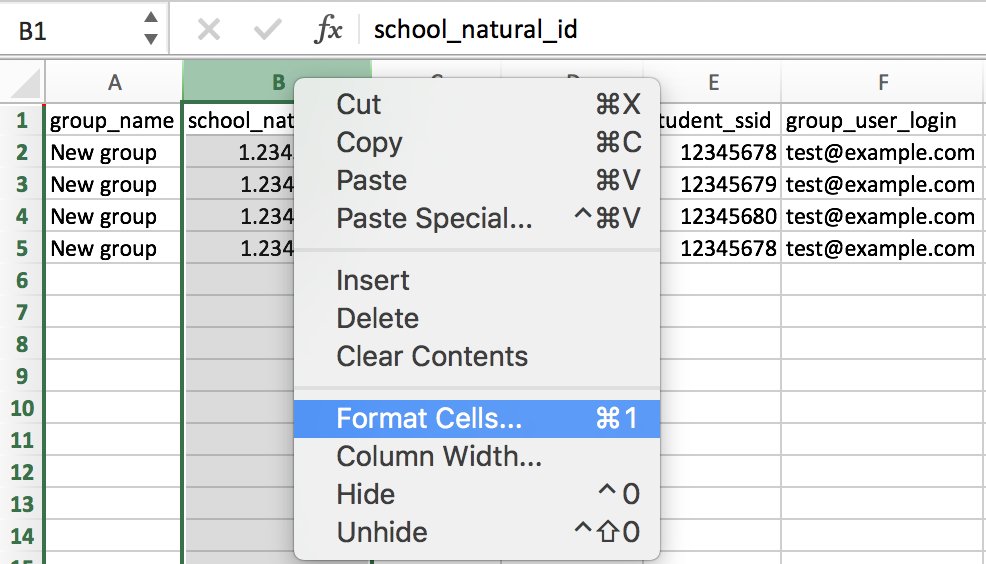 B1 fx school_natural_id
A B E F
1 group_name school_nat tudent_ssid group_user_login
2 New group 1.234 12345678 test@example.com
3 New group 1.234 12345679 test@example.com
4 New group 1.234 12345680 test@example.com
5 New group 1.234 12345678 test@example.com
6
7
8
9
10
11
12
13
14
Cut ⌘X
Copy ⌘C
Paste ⌘V
Paste Special... ^⌘V
Insert
Delete
Clear Contents
Format Cells... ⌘1
Column Width...
Hide ^0
Unhide ^⇧0